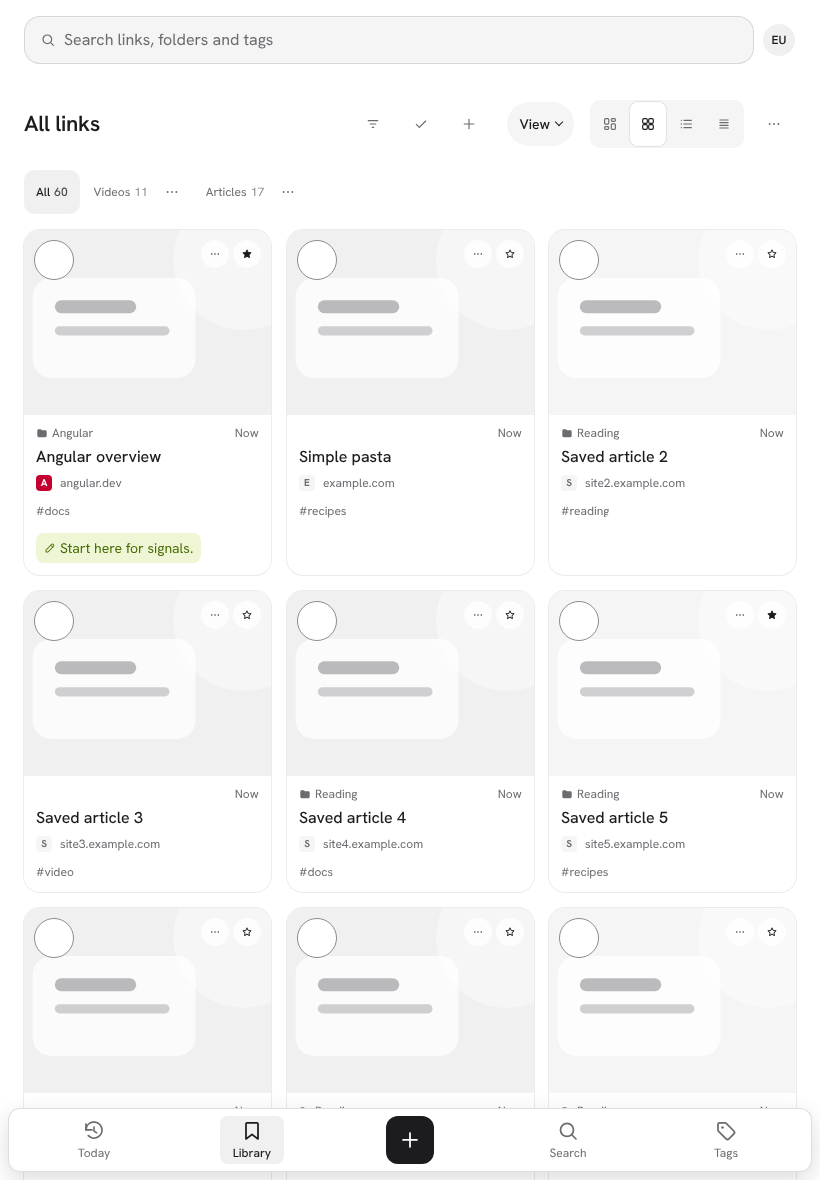 Search links, folders and tags
EU
All links
View
All 60
Videos 11
Articles 17
Angular
Now
Angular overview
A
angular.dev
#docs
Start here for signals.
Now
Simple pasta
E
example.com
#recipes
Reading
Now
Saved article 2
S
site2.example.com
#reading
Now
Saved article 3
S
site3.example.com
#video
Reading
Now
Saved article 4
S
site4.example.com
#docs
Reading
Now
Saved article 5
S
site5.example.com
#recipes
Today
Library
Search
Tags